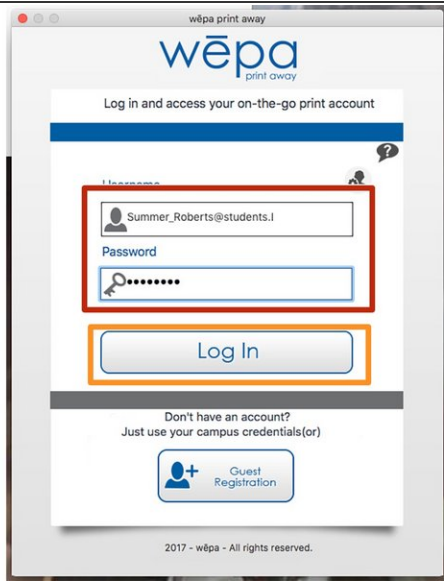 wēpa print away
wēpa
print away
Log in and access your on-the-go print account
?
Username
Summer_Roberts@students.l
Password
••••••••
Log In
Don't have an account?
Just use your campus credentials(or)
Guest
Registration
2017 - wēpa - All rights reserved.